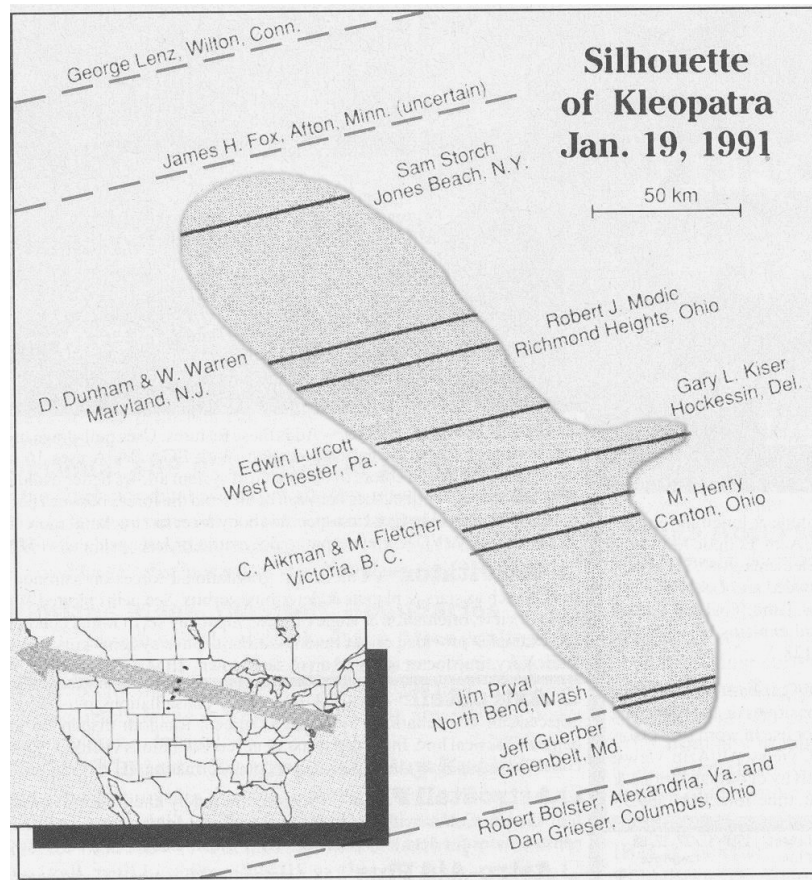 George Lenz, Wilton, Conn.
James H. Fox, Afton, Minn. (uncertain)
Silhouette
of Kleopatra
Jan. 19, 1991
Sam Storch
Jones Beach, N.Y.
50 km
Robert J. Modic
Richmond Heights, Ohio
D. Dunham & W. Warren
Maryland, N.J.
Gary L. Kiser
Hockessin, Del.
Edwin Lurcott
West Chester, Pa.
M. Henry
Canton, Ohio
C. Aikman & M. Fletcher
Victoria, B. C.
Jim Pryal
North Bend, Wash
Jeff Guerber
Greenbelt, Md.
Robert Bolster, Alexandria, Va. and
Dan Grieser, Columbus, Ohio